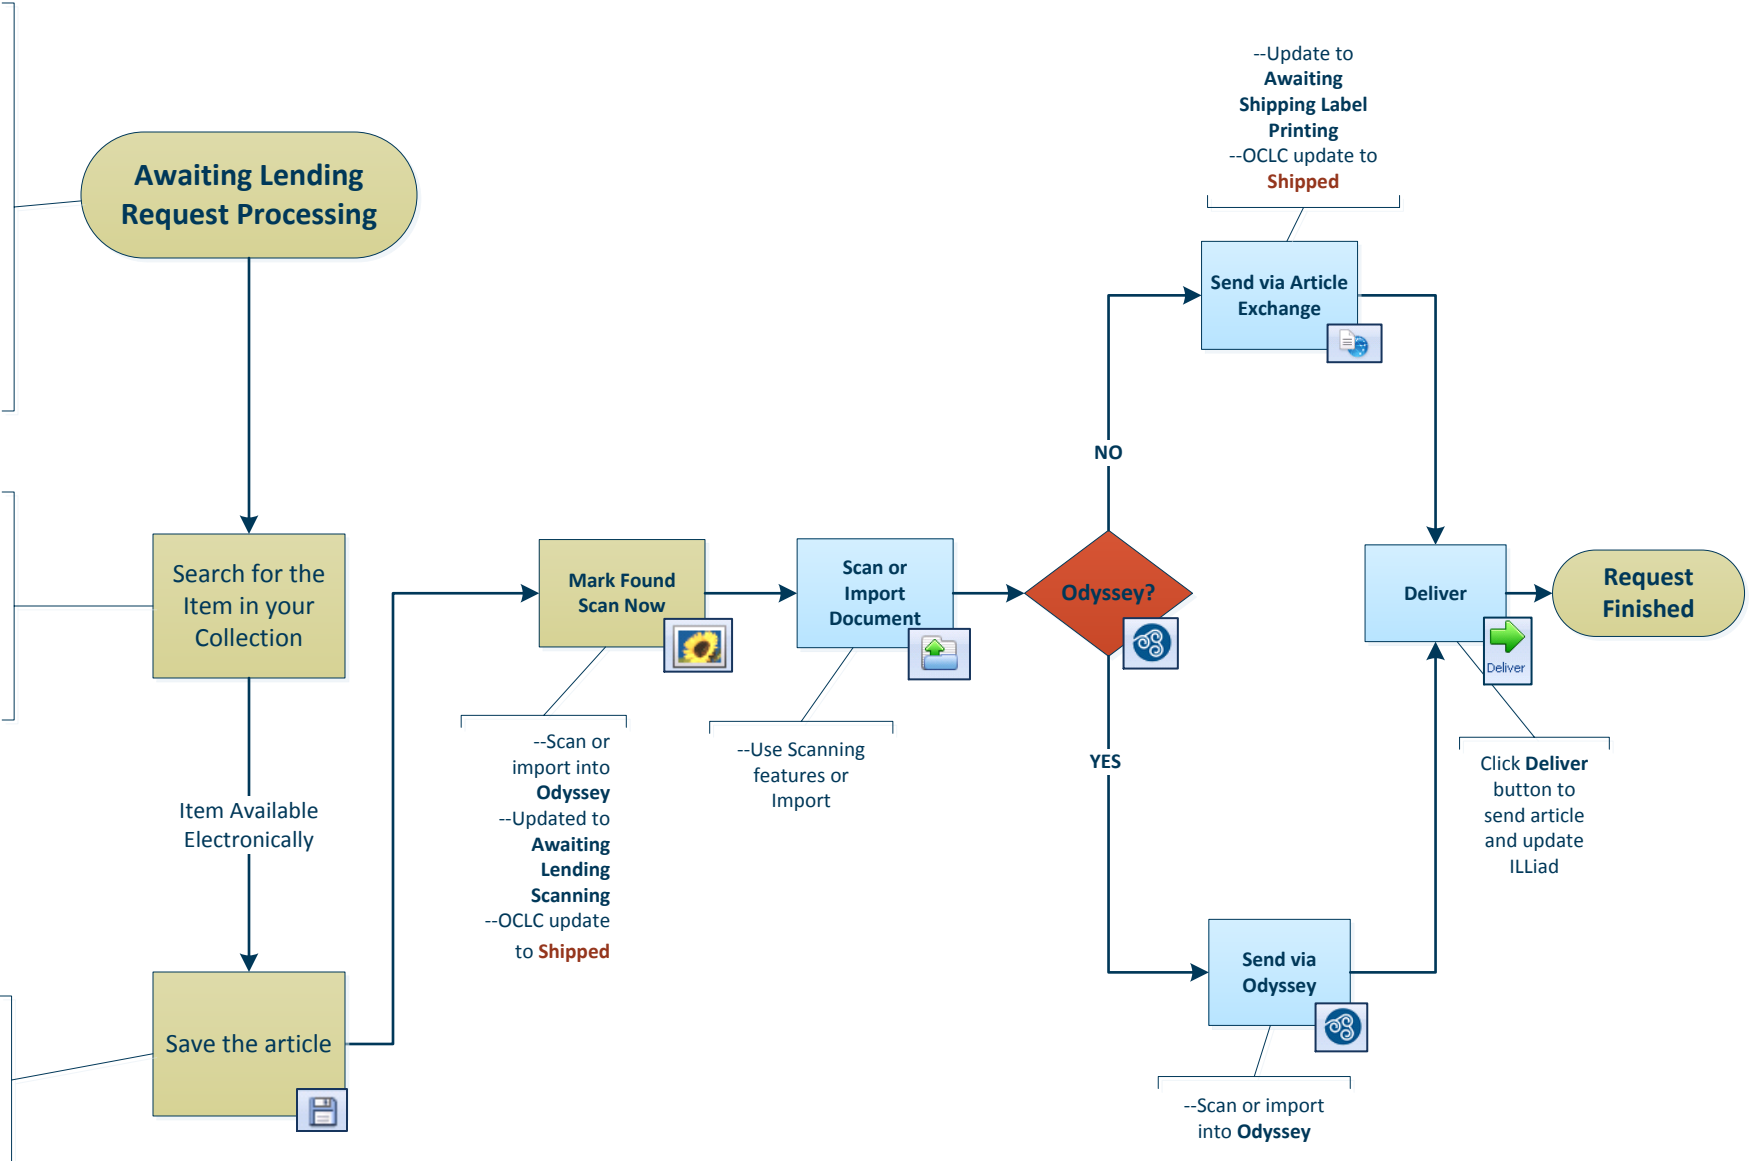 Awaiting Lending
Request Processing
Search for the
Item in your
Collection
Item Available
Electronically
Save the article
Mark Found
Scan Now
--Scan or
import into
Odyssey
--Updated to
Awaiting
Lending
Scanning
--OCLC update
to Shipped
Scan or
Import
Document
--Use Scanning
features or
Import
Odyssey?
NO
YES
--Update to
Awaiting
Shipping Label
Printing
--OCLC update to
Shipped
Send via Article
Exchange
Send via
Odyssey
--Scan or import
into Odyssey
Deliver
Deliver
Click Deliver
button to
send article
and update
ILLiad
Request
Finished